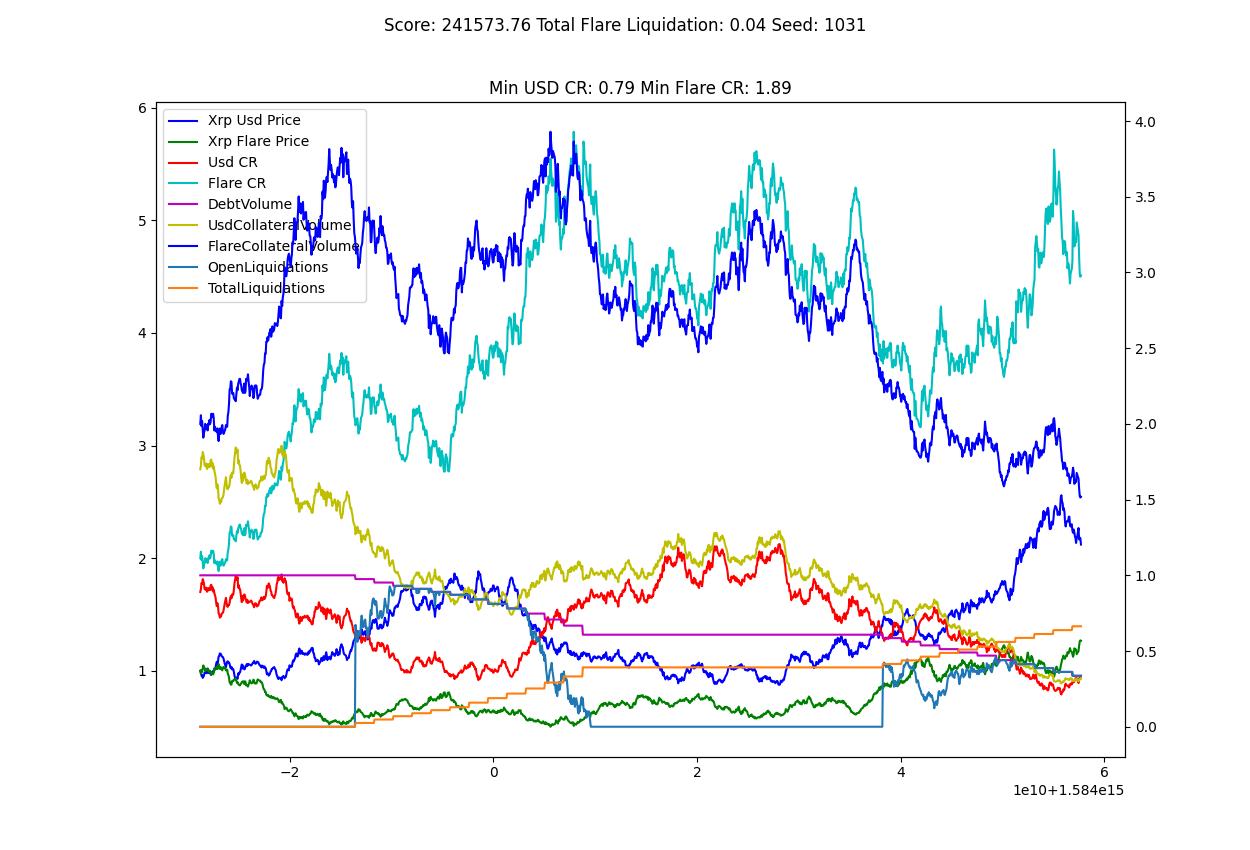 Score: 241573.76 Total Flare Liquidation: 0.04 Seed: 1031
Min USD CR: 0.79 Min Flare CR: 1.89
Xrp Usd Price
Xrp Flare Price
Usd CR
Flare CR
DebtVolume
UsdCollateralVolume
FlareCollateralVolume
OpenLiquidations
TotalLiquidations
6
5
4
3
2
1
4.0
3.5
3.0
2.5
2.0
1.5
1.0
0.5
0.0
−2 0 2 4 6
1e10+1.584e15